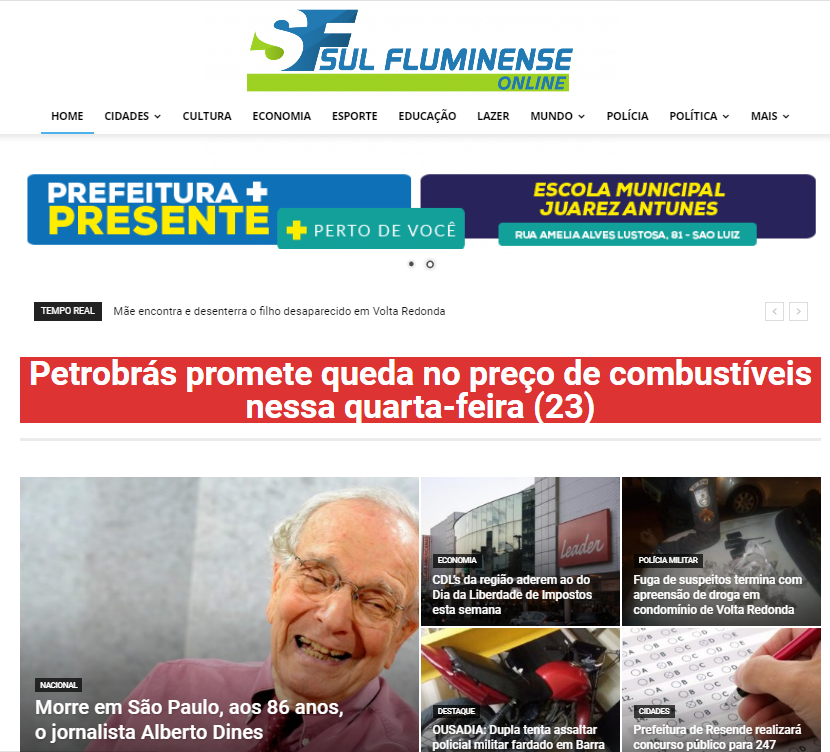 SF
SUL FLUMINENSE
ONLINE
HOME CIDADES CULTURA ECONOMIA ESPORTE EDUCAÇÃO LAZER MUNDO POLÍCIA POLÍTICA MAIS
PREFEITURA +
PRESENTE
+ PERTO DE VOCÊ
ESCOLA MUNICIPAL
JUAREZ ANTUNES
RUA AMELIA ALVES LUSTOSA, 81 - SAO LUIZ
TEMPO REAL Mãe encontra e desenterra o filho desaparecido em Volta Redonda
Petrobrás promete queda no preço de combustíveis
nessa quarta-feira (23)
NACIONAL
Morre em São Paulo, aos 86 anos,
o jornalista Alberto Dines
Leader
ECONOMIA
CDL's da região aderem ao do
Dia da Liberdade de Impostos
esta semana
POLÍCIA MILITAR
Fuga de suspeitos termina com
apreensão de droga em
condomínio de Volta Redonda
DESTAQUE
OUSADIA: Dupla tenta assaltar
policial militar fardado em Barra
CIDADES
Prefeitura de Resende realizará
concurso público para 247